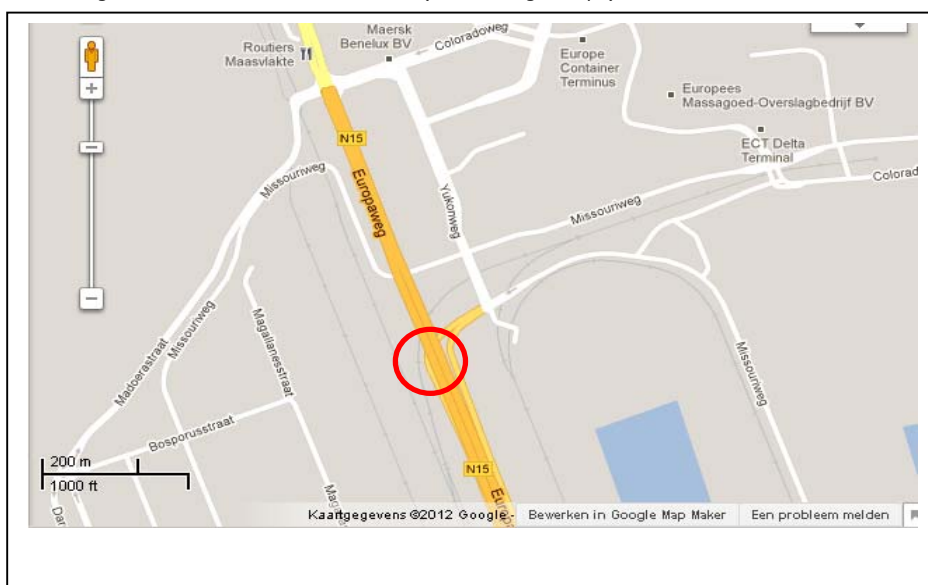 Routiers
Maasvlakte
Maersk
Benelux BV
Coloradoweg
Europe
Container
Terminus
Europees
Massagoed-Overslagbedrijf BV
ECT Delta
Terminal
Colorad
N15
Europaweg
Missouriweg
Yukonweg
Missouriweg
Missouriweg
Madoerastraat
Magallanesstraat
Missouriweg
Bosporusstraat
200 m
1000 ft
N15
Kaartgegevens ©2012 Google -
Bewerken in Google Map Maker
Een probleem melden